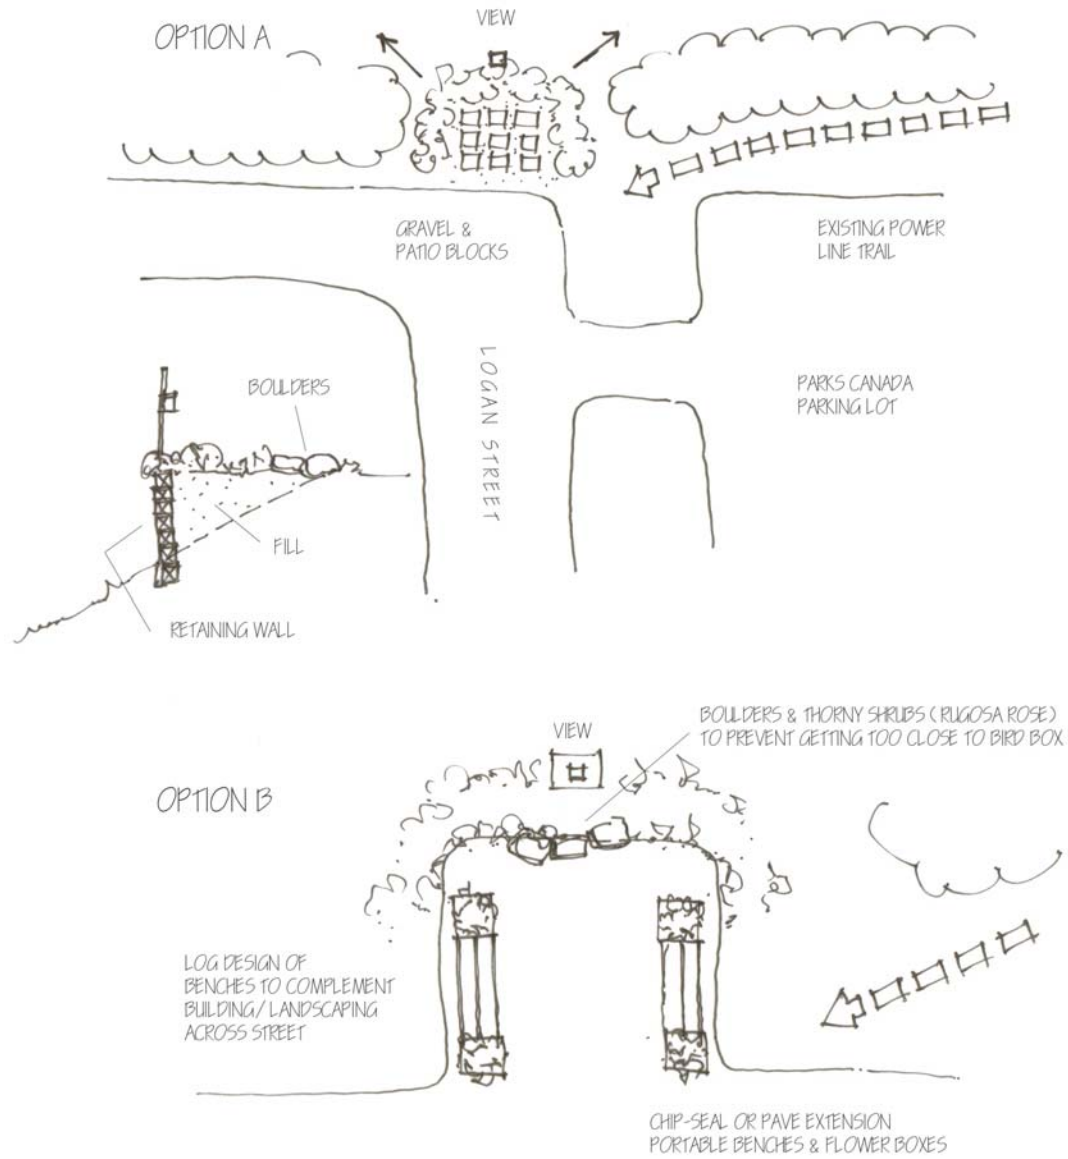 OPTION A
VIEW
GRAVEL &
PATIO BLOCKS
EXISTING POWER
LINE TRAIL
LOGAN STREET
PARKS CANADA
PARKING LOT
BOULDERS
FILL
RETAINING WALL
OPTION B
VIEW
BOULDERS & THORNY SHRUBS (RUGOSA ROSE)
TO PREVENT GETTING TOO CLOSE TO BIRD BOX
LOG DESIGN OF
BENCHES TO COMPLEMENT
BUILDING/LANDSCAPING
ACROSS STREET
CHIP-SEAL OR PAVE EXTENSION
PORTABLE BENCHES & FLOWER BOXES